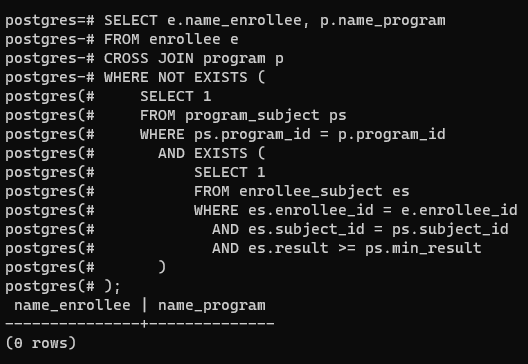 postgres=# SELECT e.name_enrollee, p.name_program
postgres-# FROM enrollee e
postgres-# CROSS JOIN program p
postgres-# WHERE NOT EXISTS (
postgres(#     SELECT 1
postgres(#     FROM program_subject ps
postgres(#     WHERE ps.program_id = p.program_id
postgres(#       AND EXISTS (
postgres(#           SELECT 1
postgres(#           FROM enrollee_subject es
postgres(#           WHERE es.enrollee_id = e.enrollee_id
postgres(#             AND es.subject_id = ps.subject_id
postgres(#             AND es.result >= ps.min_result
postgres(#       )
postgres(# );
 name_enrollee | name_program
---------------+--------------
(0 rows)